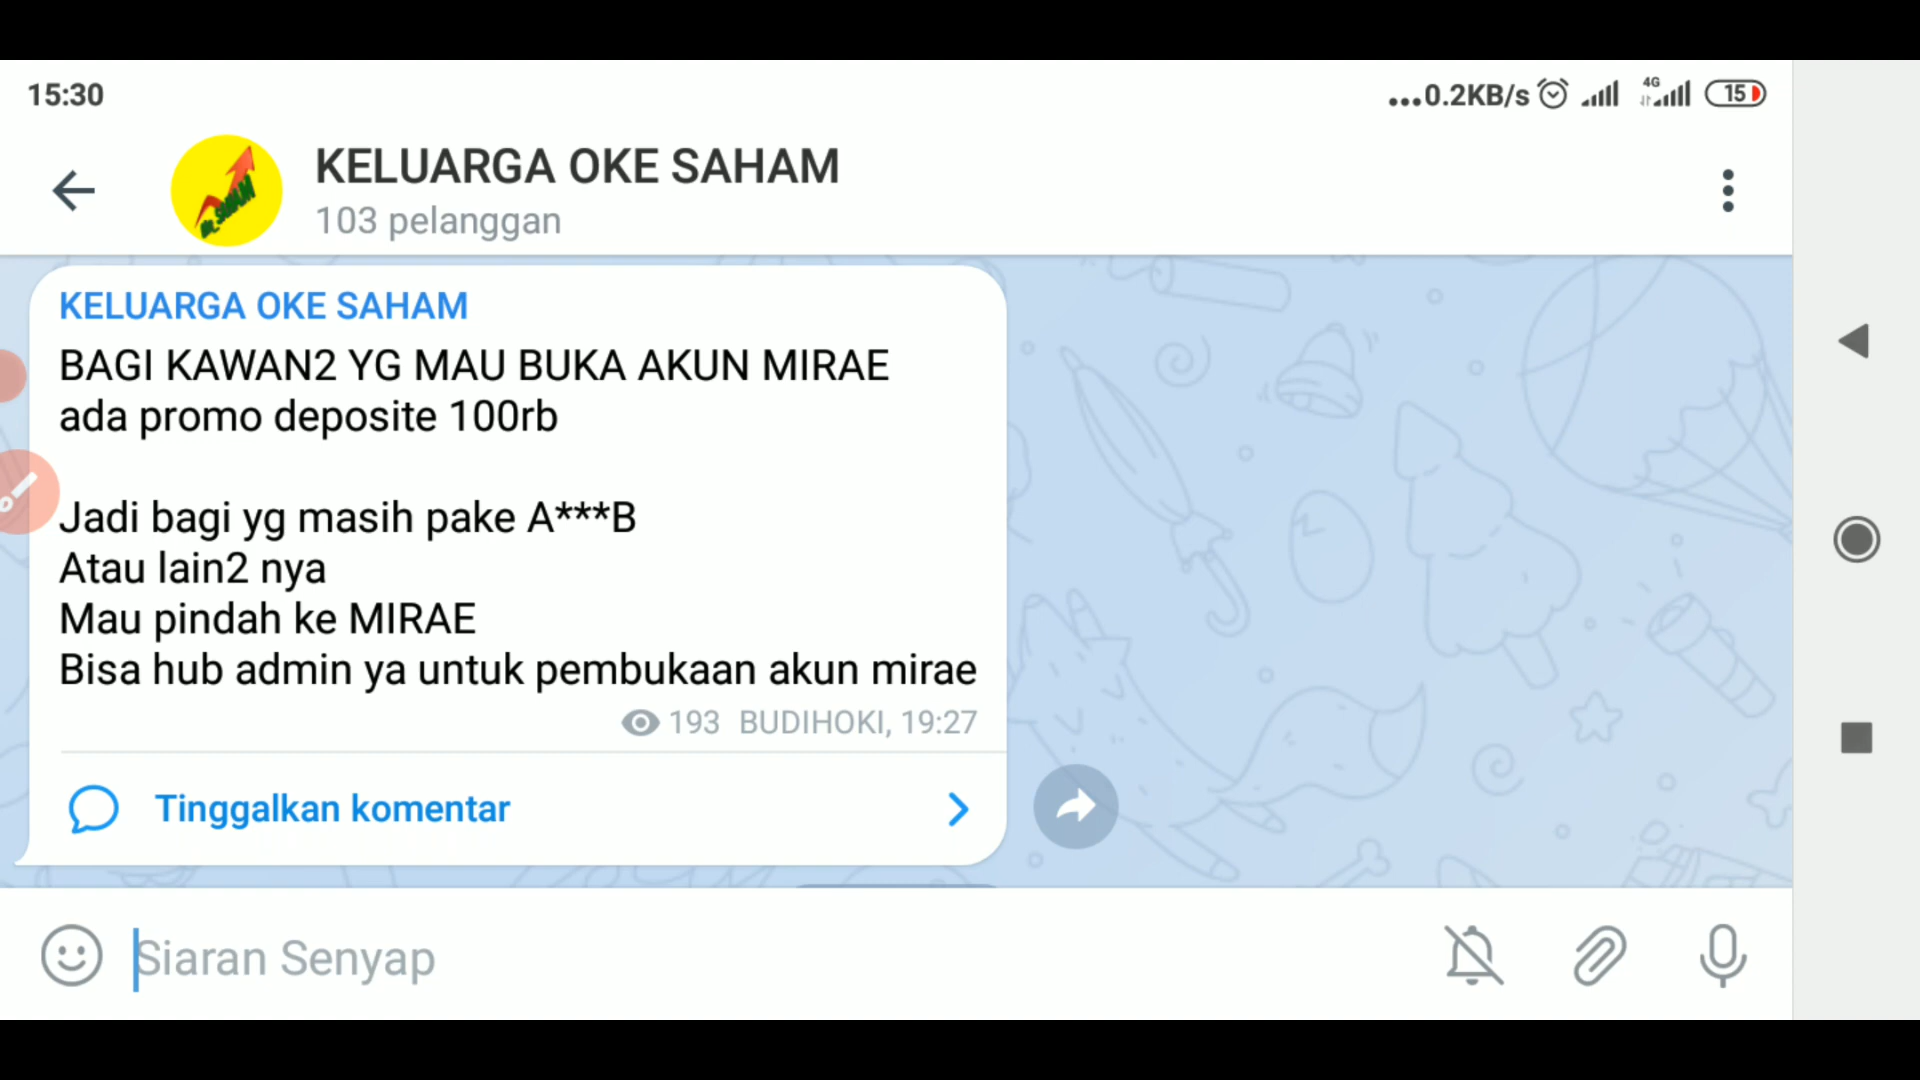 15:30
...0.2KB/s
4G
15
KELUARGA OKE SAHAM
103 pelanggan
KELUARGA OKE SAHAM
BAGI KAWAN2 YG MAU BUKA AKUN MIRAE
ada promo deposite 100rb
Jadi bagi yg masih pake A***B
Atau lain2 nya
Mau pindah ke MIRAE
Bisa hub admin ya untuk pembukaan akun mirae
193 BUDIHOKI, 19:27
Tinggalkan komentar
Siaran Senyap